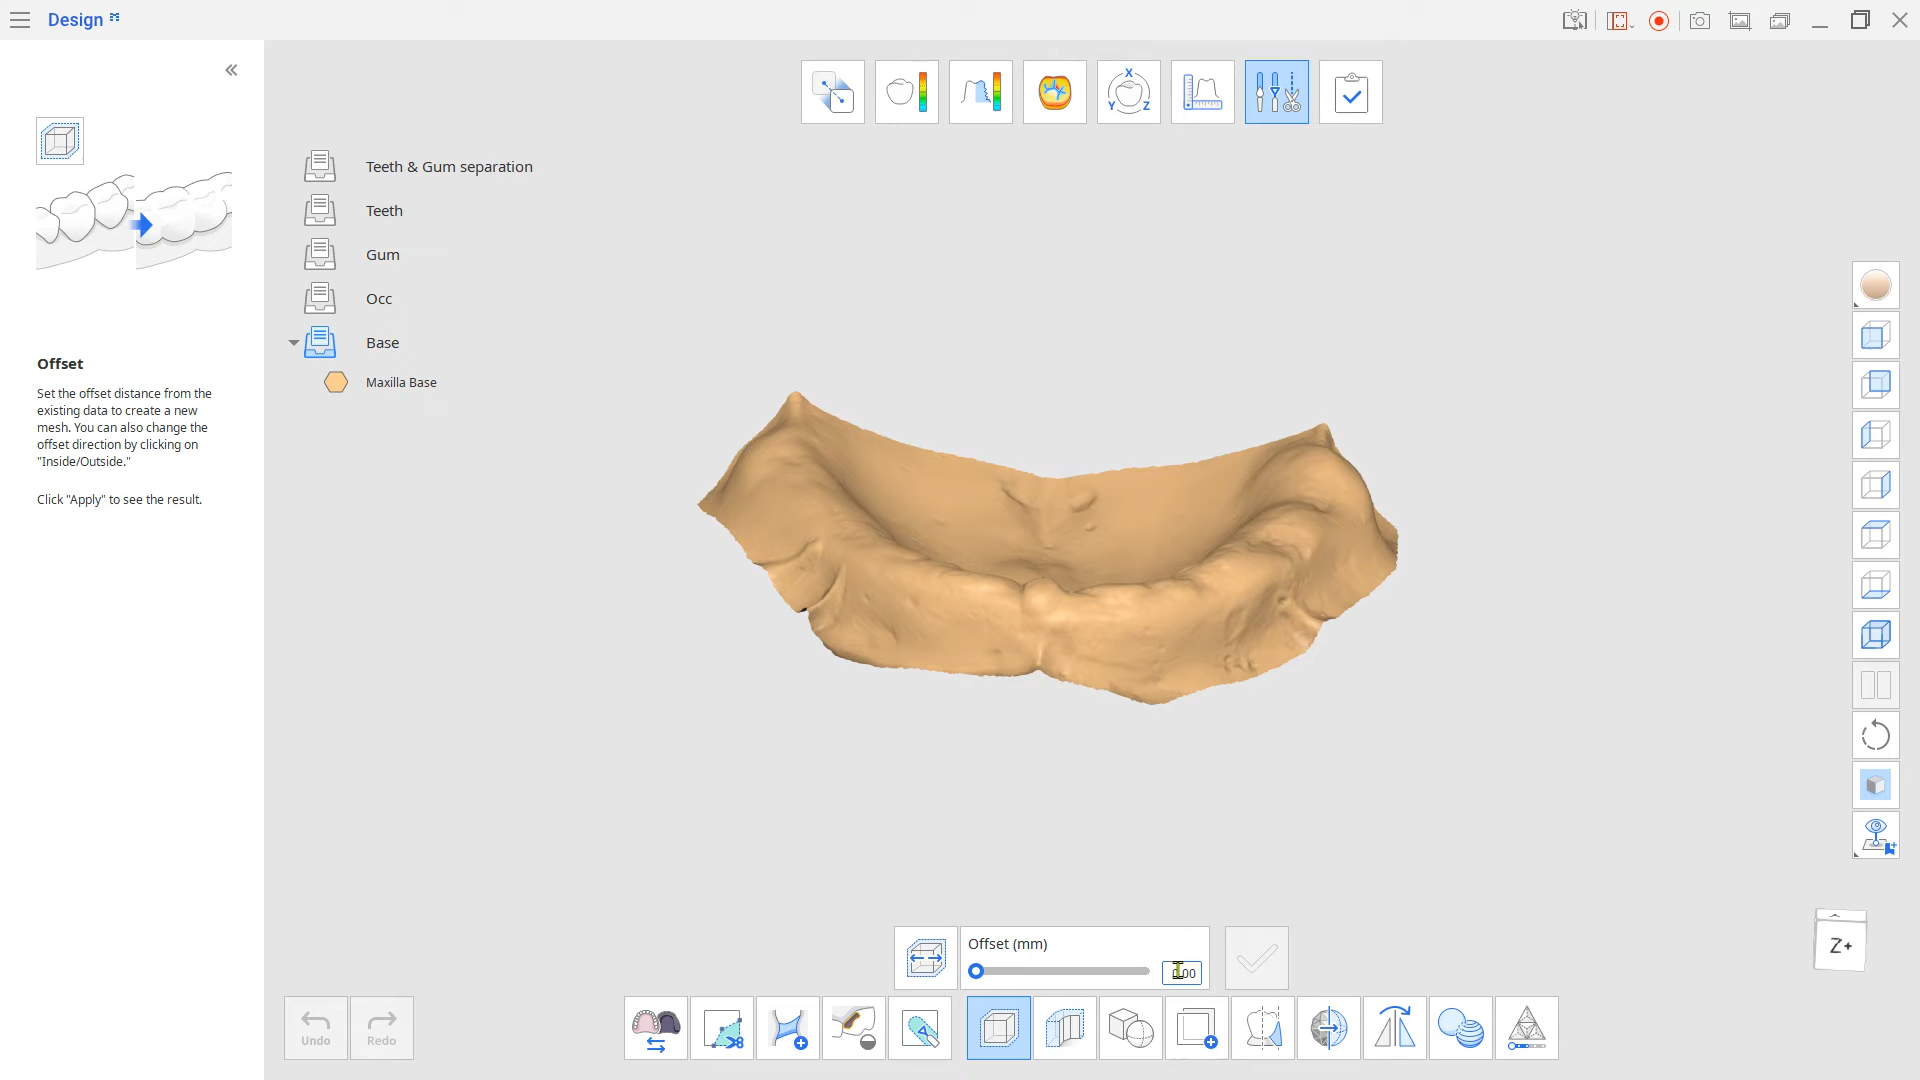 Design
Teeth & Gum separation
Teeth
Gum
Occ
Base
Maxilla Base
Offset
Set the offset distance from the
existing data to create a new
mesh. You can also change the
offset direction by clicking on
"Inside/Outside."
Click "Apply" to see the result.
X
Y
Z
Offset (mm)
Z+
Undo
Redo